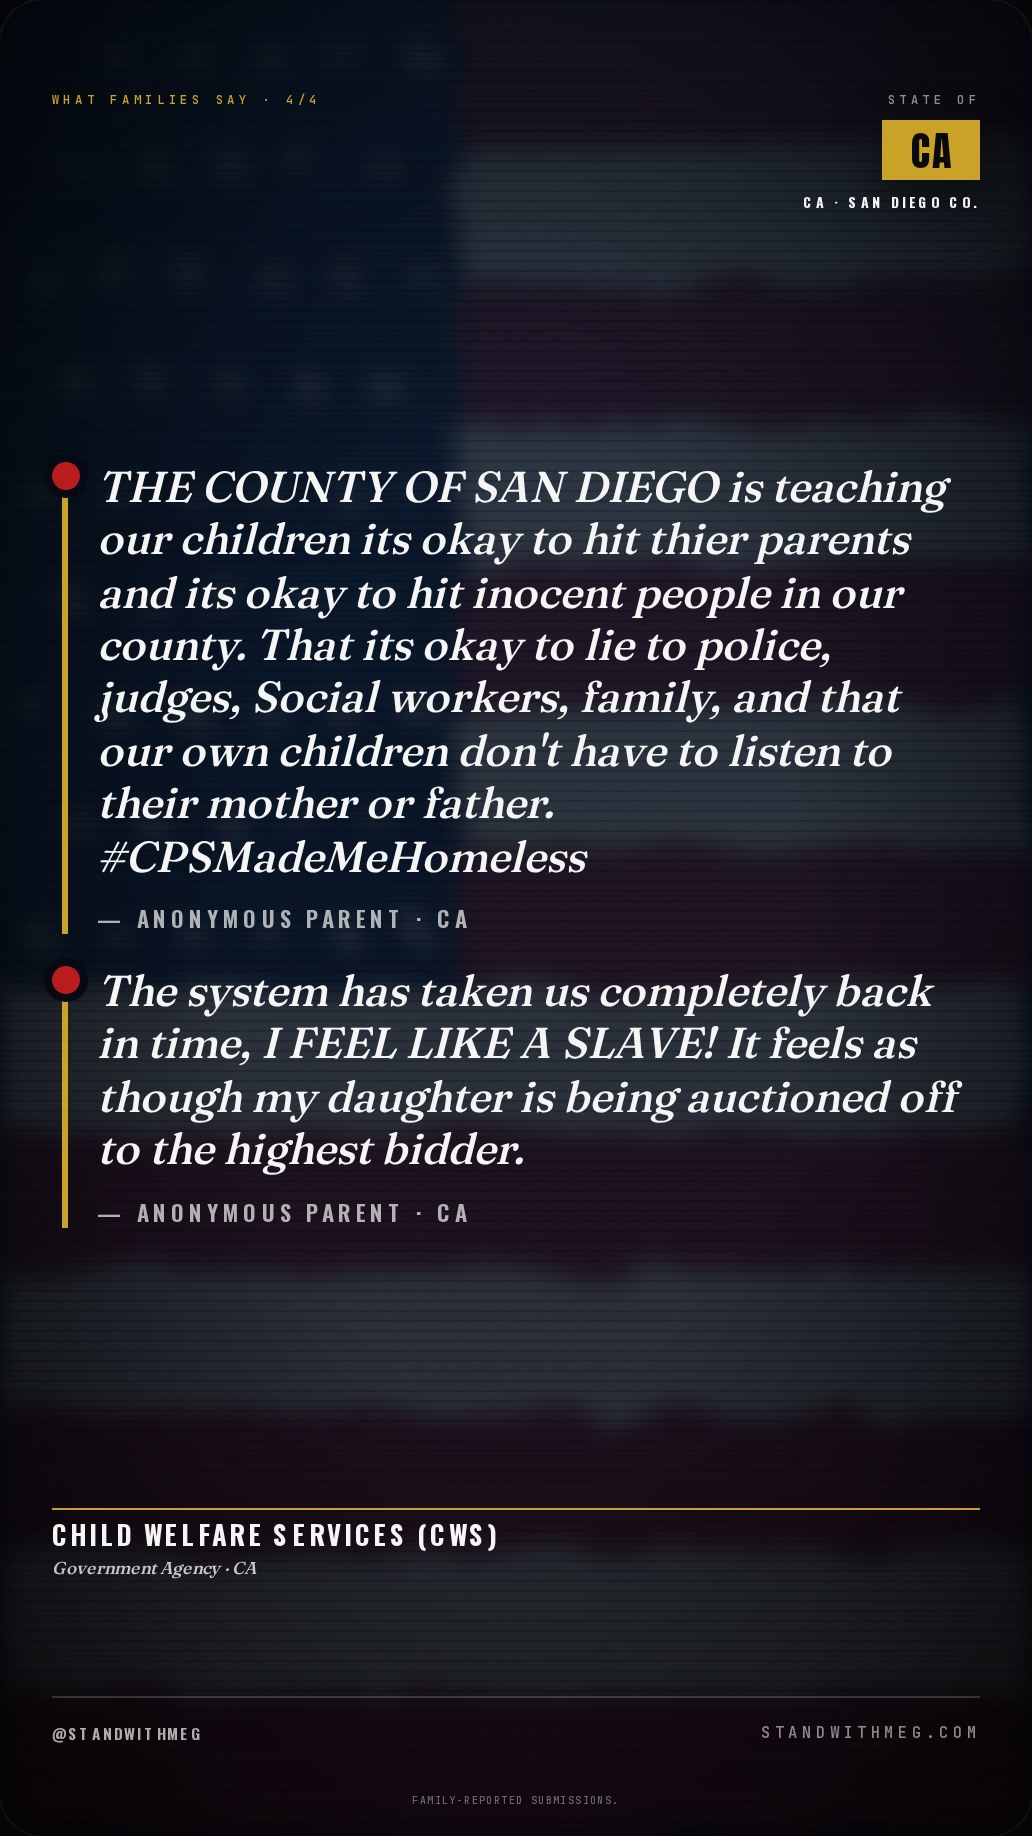 WHAT FAMILIES SAY · 4/4
STATE OF
CA
CA · SAN DIEGO CO.
THE COUNTY OF SAN DIEGO is teaching
our children its okay to hit thier parents
and its okay to hit inocent people in our
county. That its okay to lie to police,
judges, Social workers, family, and that
our own children don't have to listen to
their mother or father.
#CPSMadeMeHomeless
— ANONYMOUS PARENT · CA
The system has taken us completely back
in time, I FEEL LIKE A SLAVE! It feels as
though my daughter is being auctioned off
to the highest bidder.
— ANONYMOUS PARENT · CA
CHILD WELFARE SERVICES (CWS)
Government Agency · CA
@STANDWITHMEG
STANDWITHMEG.COM
FAMILY-REPORTED SUBMISSIONS.